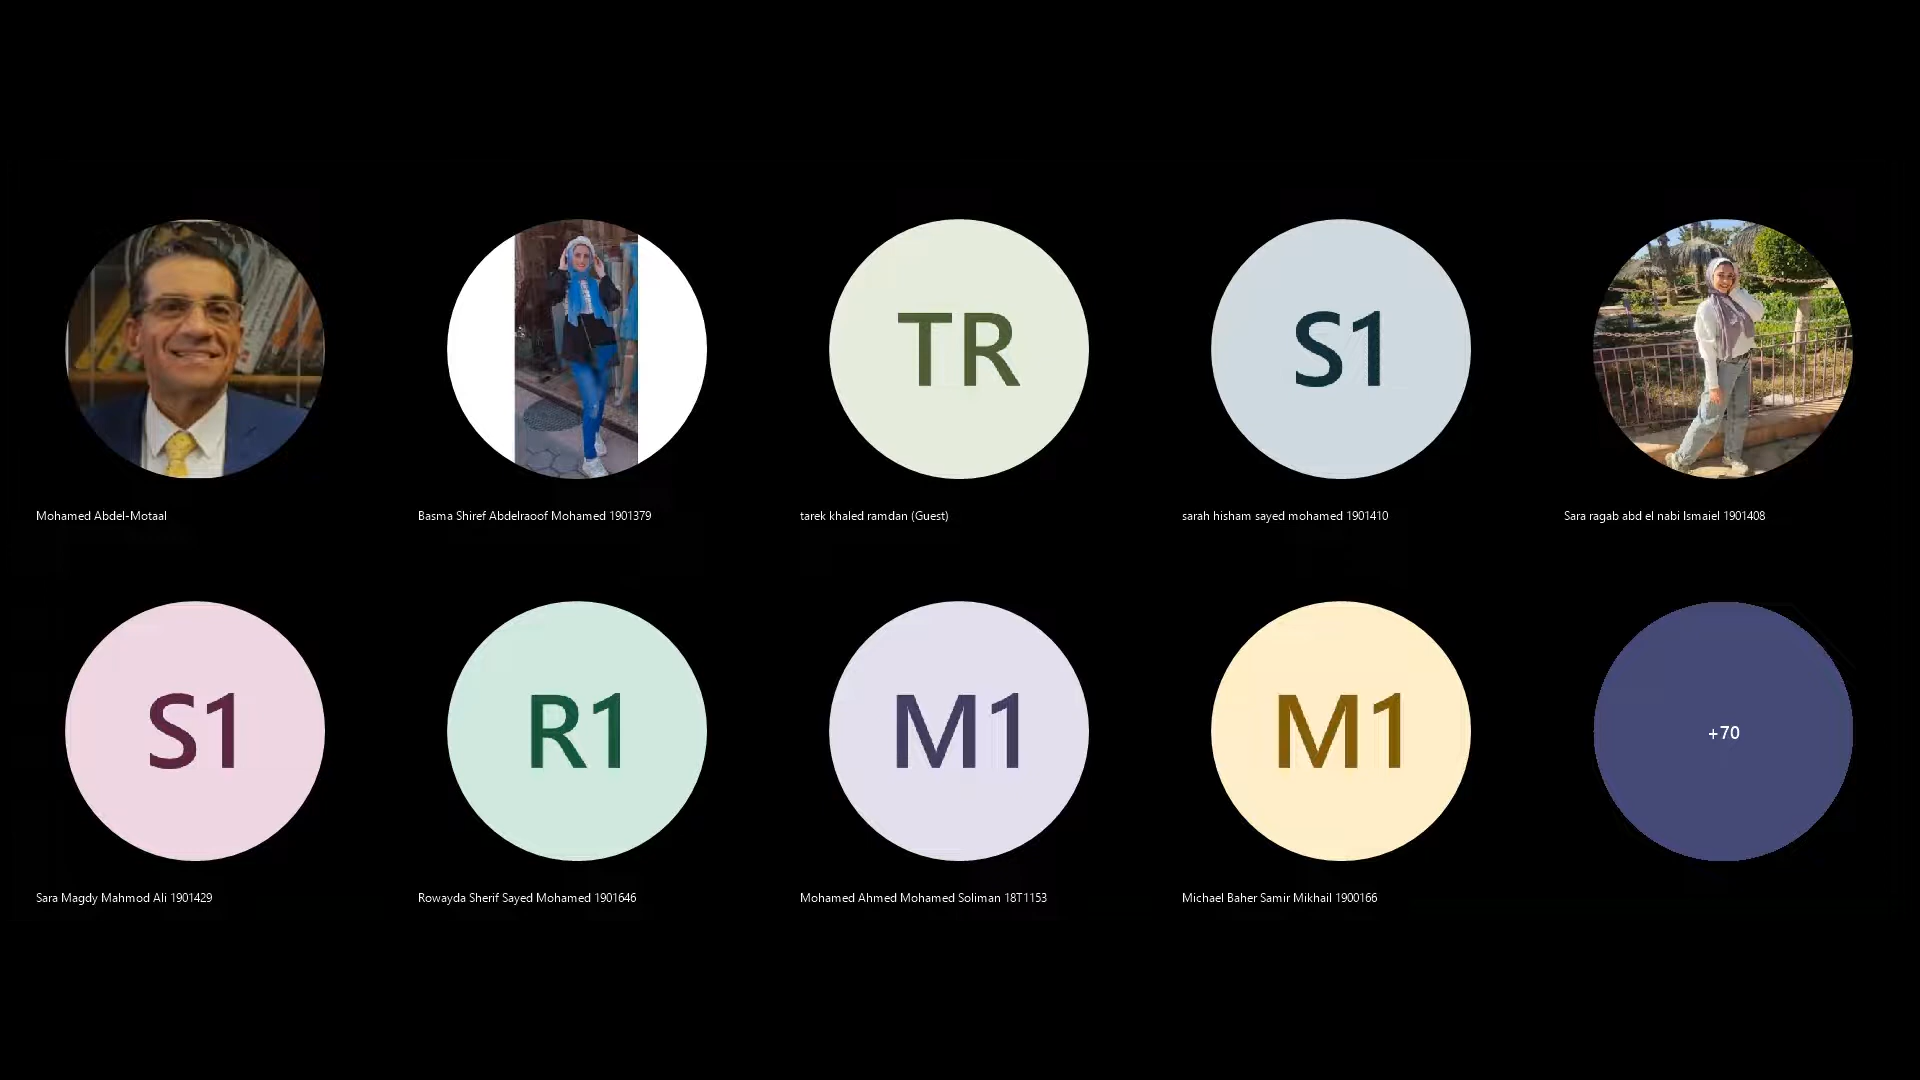 TR
S1
Mohamed Abdel-Motaal
Basma Shiref Abdelraoof Mohamed 1901379
tarek khaled ramdan (Guest)
sarah hisham sayed mohamed 1901410
Sara ragab abd el nabi Ismaiel 1901408
S1
R1
M1
M1
+70
Sara Magdy Mahmod Ali 1901429
Rowayda Sherif Sayed Mohamed 1901646
Mohamed Ahmed Mohamed Soliman 18T1153
Michael Baher Samir Mikhail 1900166